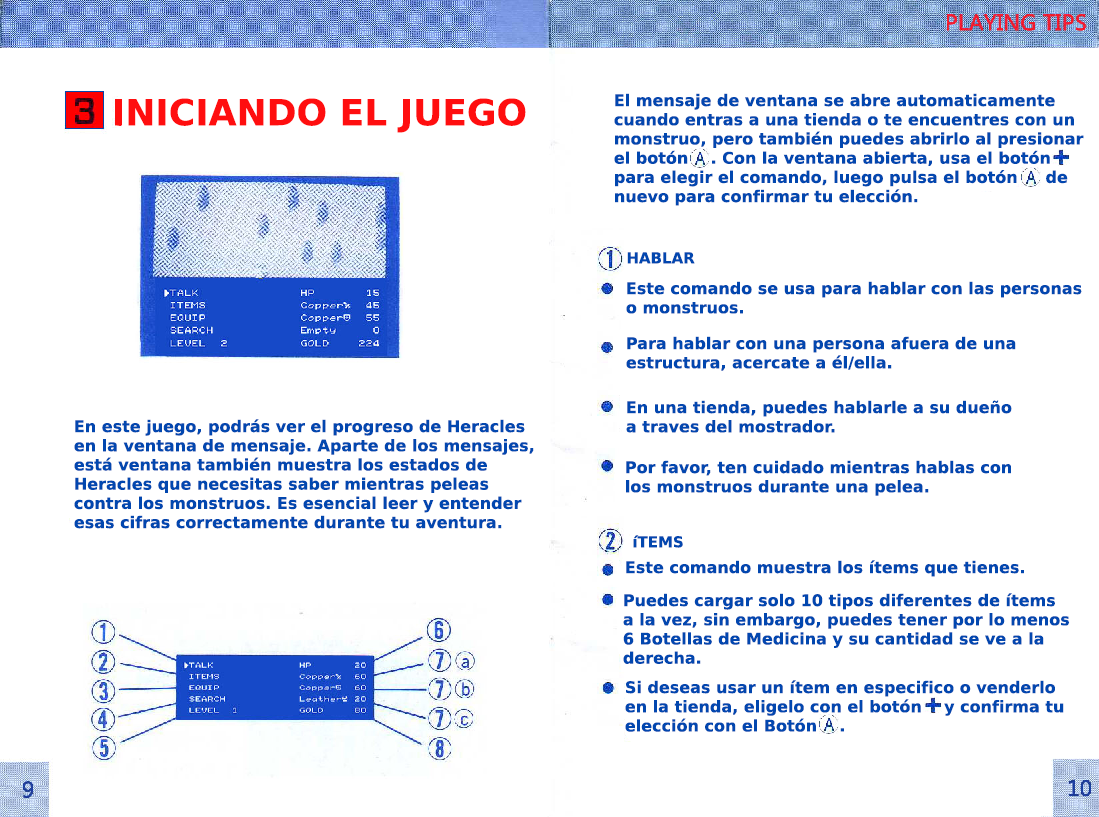 PLAYING TIPS
3 INICIANDO EL JUEGO
▶TALK HP 15
ITEMS Copper 45
EQUIP Copper 55
SEARCH Empty 0
LEVEL 2 GOLD 224
En este juego, podrás ver el progreso de Heracles
en la ventana de mensaje. Aparte de los mensajes,
está ventana también muestra los estados de
Heracles que necesitas saber mientras peleas
contra los monstruos. Es esencial leer y entender
esas cifras correctamente durante tu aventura.
1 2 3 4 5
▶TALK HP 20
ITEMS Copper 60
EQUIP Copper 60
SEARCH Leather 20
LEVEL 1 GOLD 80
6
7 a
7 b
7 c
8
9
El mensaje de ventana se abre automaticamente
cuando entras a una tienda o te encuentres con un
monstruo, pero también puedes abrirlo al presionar
el botón A. Con la ventana abierta, usa el botón +
para elegir el comando, luego pulsa el botón A de
nuevo para confirmar tu elección.
1 HABLAR
● Este comando se usa para hablar con las personas
o monstruos.
● Para hablar con una persona afuera de una
estructura, acercate a él/ella.
● En una tienda, puedes hablarle a su dueño
a traves del mostrador.
● Por favor, ten cuidado mientras hablas con
los monstruos durante una pelea.
2 íTEMS
● Este comando muestra los ítems que tienes.
● Puedes cargar solo 10 tipos diferentes de ítems
a la vez, sin embargo, puedes tener por lo menos
6 Botellas de Medicina y su cantidad se ve a la
derecha.
● Si deseas usar un ítem en especifico o venderlo
en la tienda, eligelo con el botón + y confirma tu
elección con el Botón A.
10